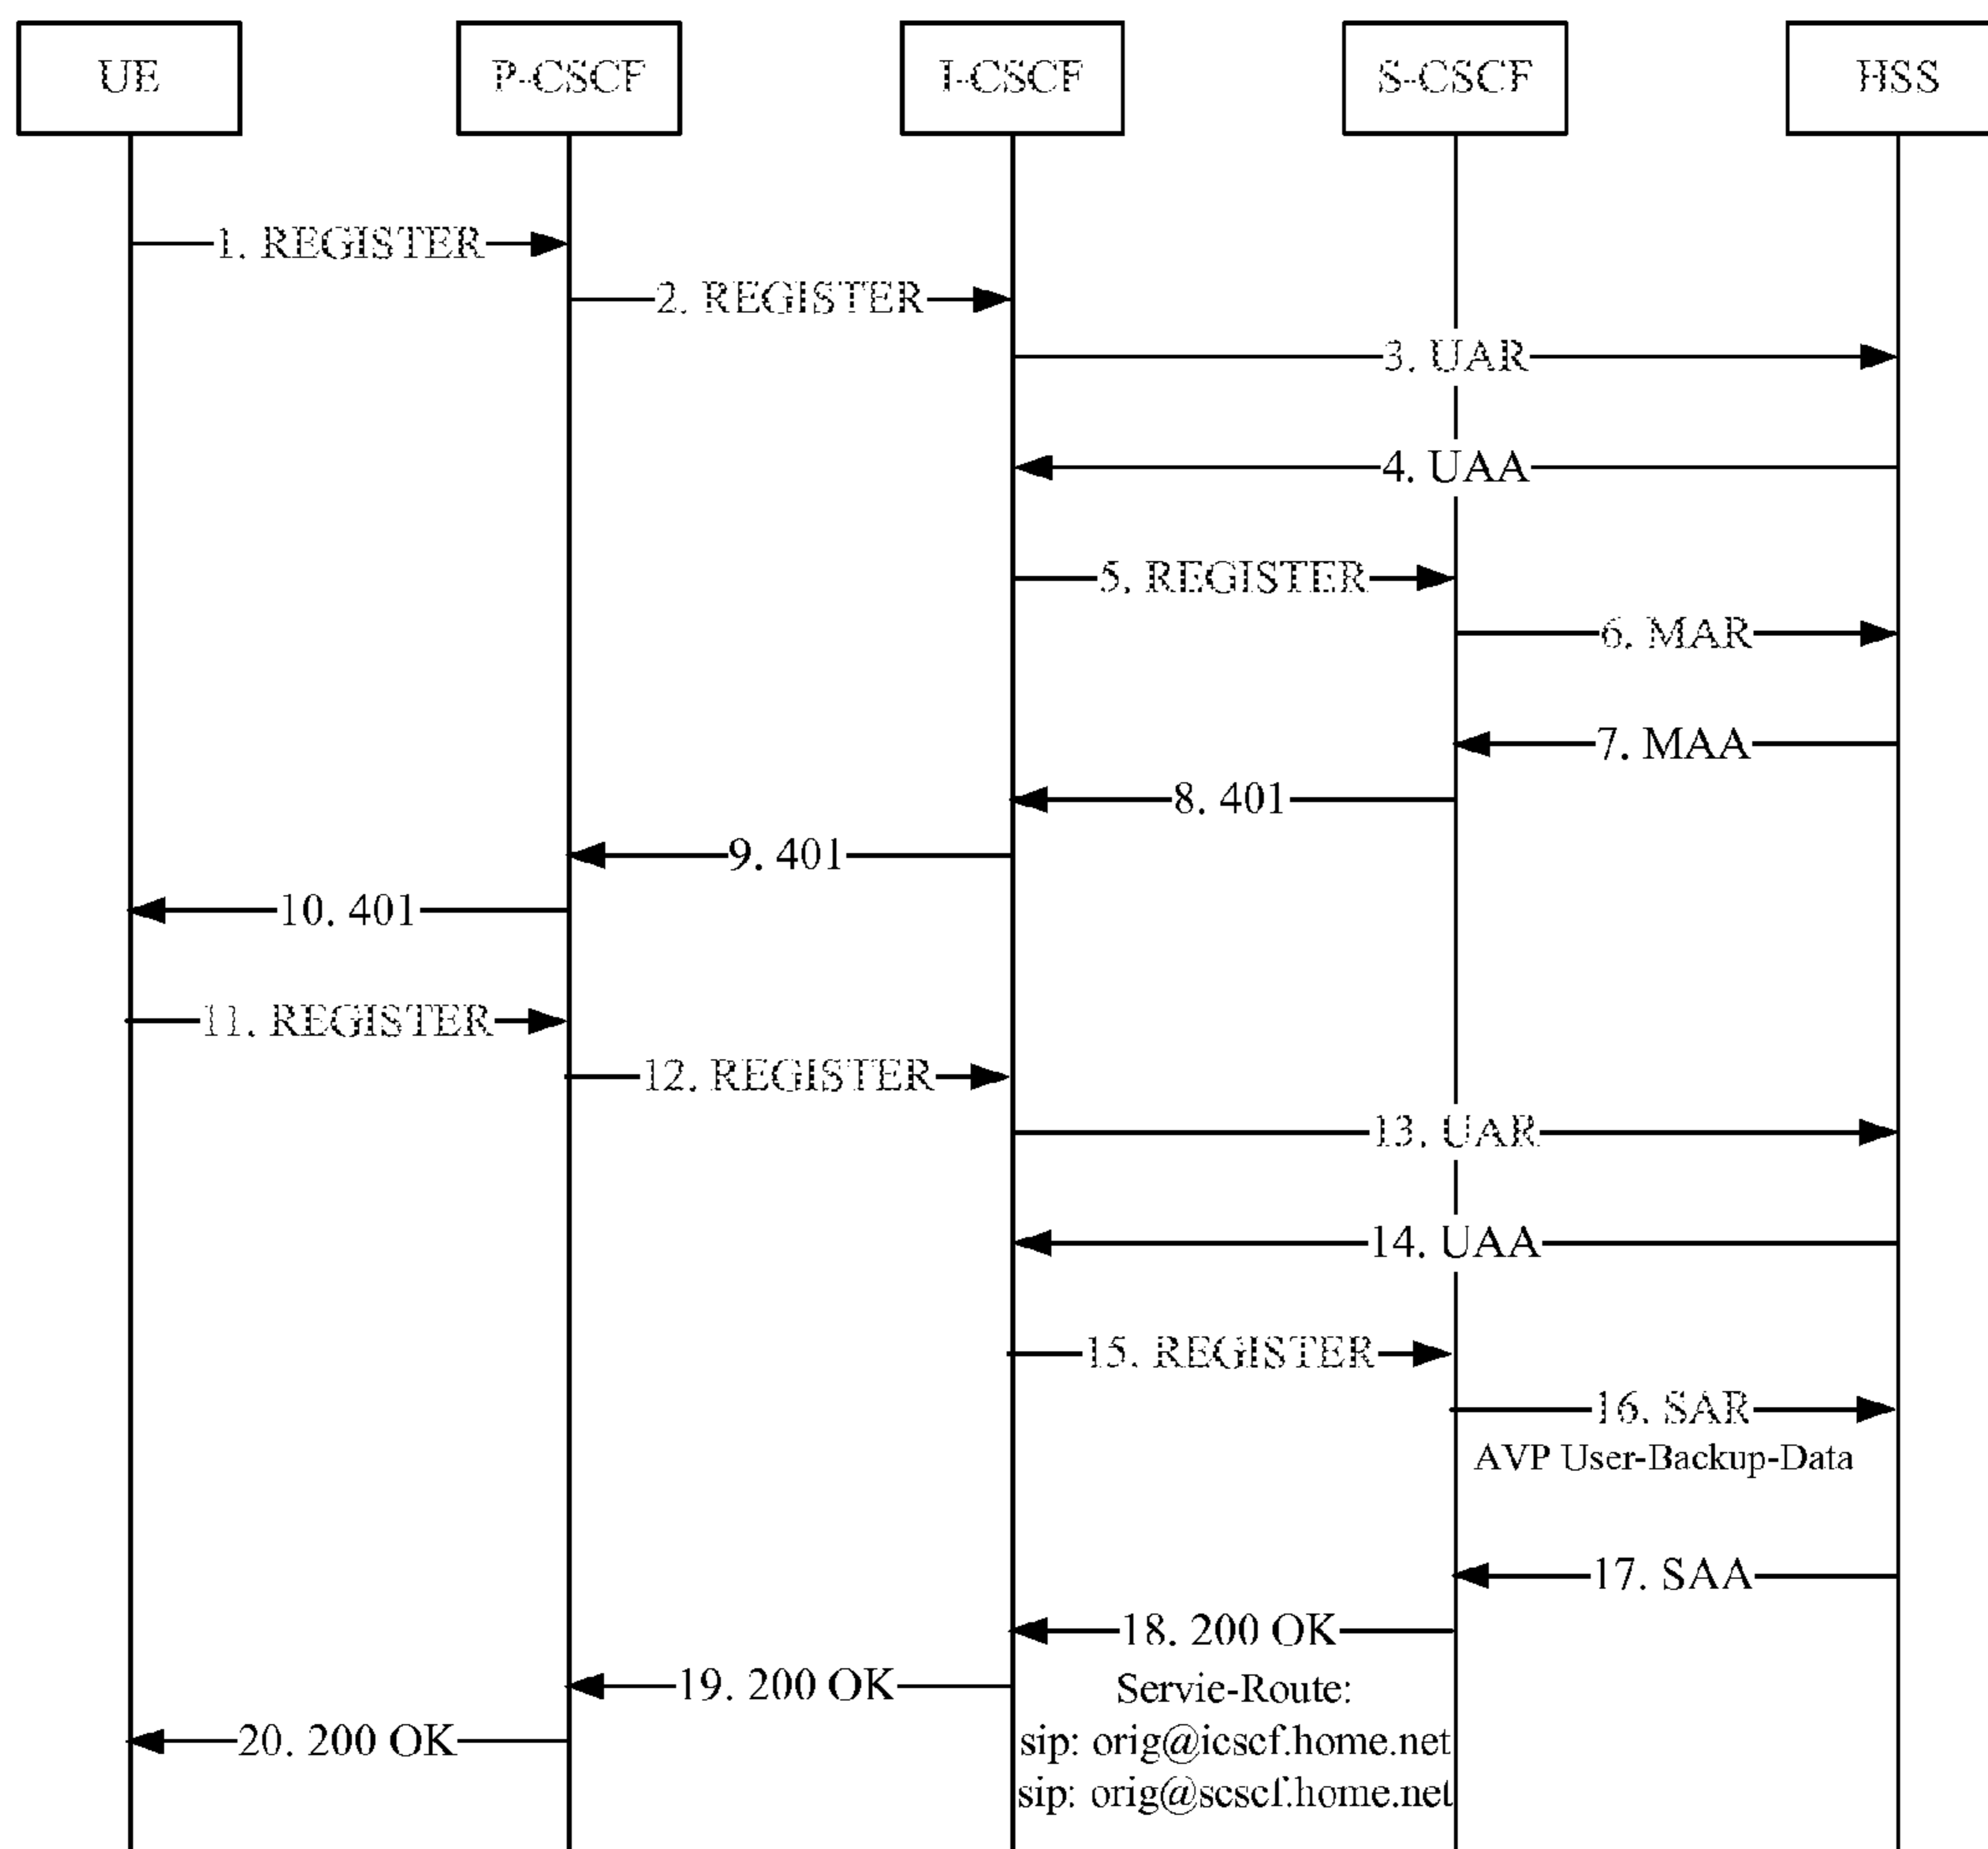 UE
P-CSCF
I-CSCF
S-CSCF
HSS
1. REGISTER
2. REGISTER
3. UAR
4. UAA
5. REGISTER
6. MAR
7. MAA
8. 401
9. 401
10. 401
11. REGISTER
12. REGISTER
13. UAR
14. UAA
15. REGISTER
16. SAR
AVP User-Backup-Data
17. SAA
18. 200 OK
Servie-Route:
sip: orig@icscf.home.net
sip: orig@scscf.home.net
19. 200 OK
20. 200 OK